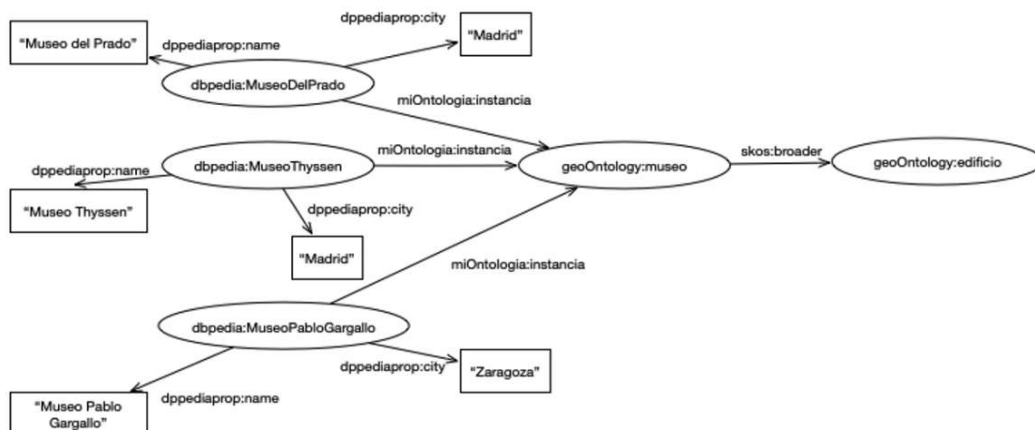 dppediaprop:city
"Museo del Prado"
dppediaprop:name
"Madrid"
dbpedia:MuseoDelPrado
miOntologia:instancia
dbpedia:MuseoThyssen
miOntologia:instancia
geoOntology:museo
skos:broader
geoOntology:edificio
dppediaprop:name
"Museo Thyssen"
dppediaprop:city
"Madrid"
miOntologia:instancia
dbpedia:MuseoPabloGargallo
dppediaprop:city
"Zaragoza"
dppediaprop:name
"Museo Pablo
Gargallo"